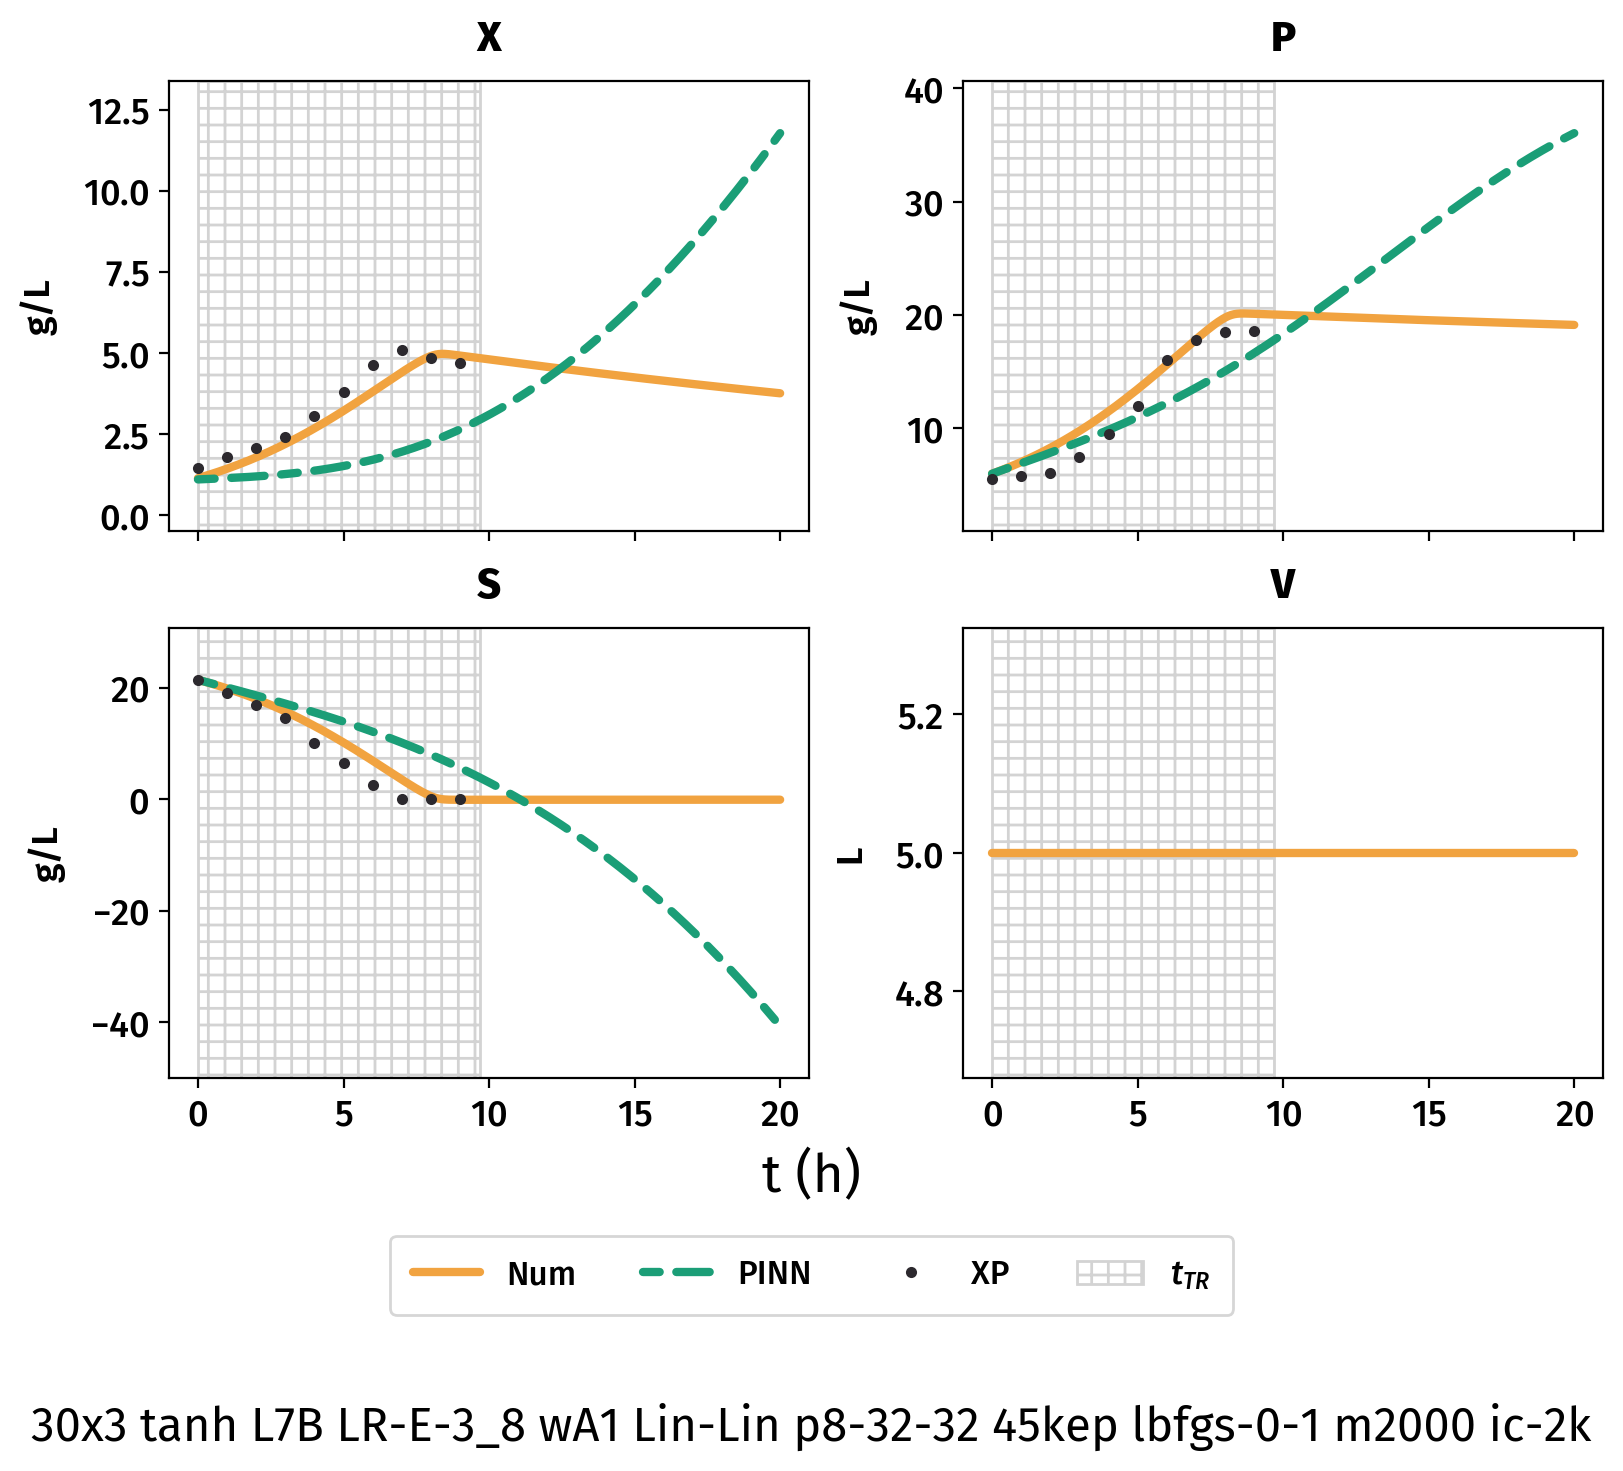 X
P
12.5
10.0
7.5
5.0
2.5
0.0
g/L
40
30
20
10
g/L
S
V
20
0
−20
−40
g/L
5.2
5.0
4.8
L
0 5 10 15 20
0 5 10 15 20
t (h)
Num PINN XP tTR
30x3 tanh L7B LR-E-3_8 wA1 Lin-Lin p8-32-32 45kep lbfgs-0-1 m2000 ic-2k